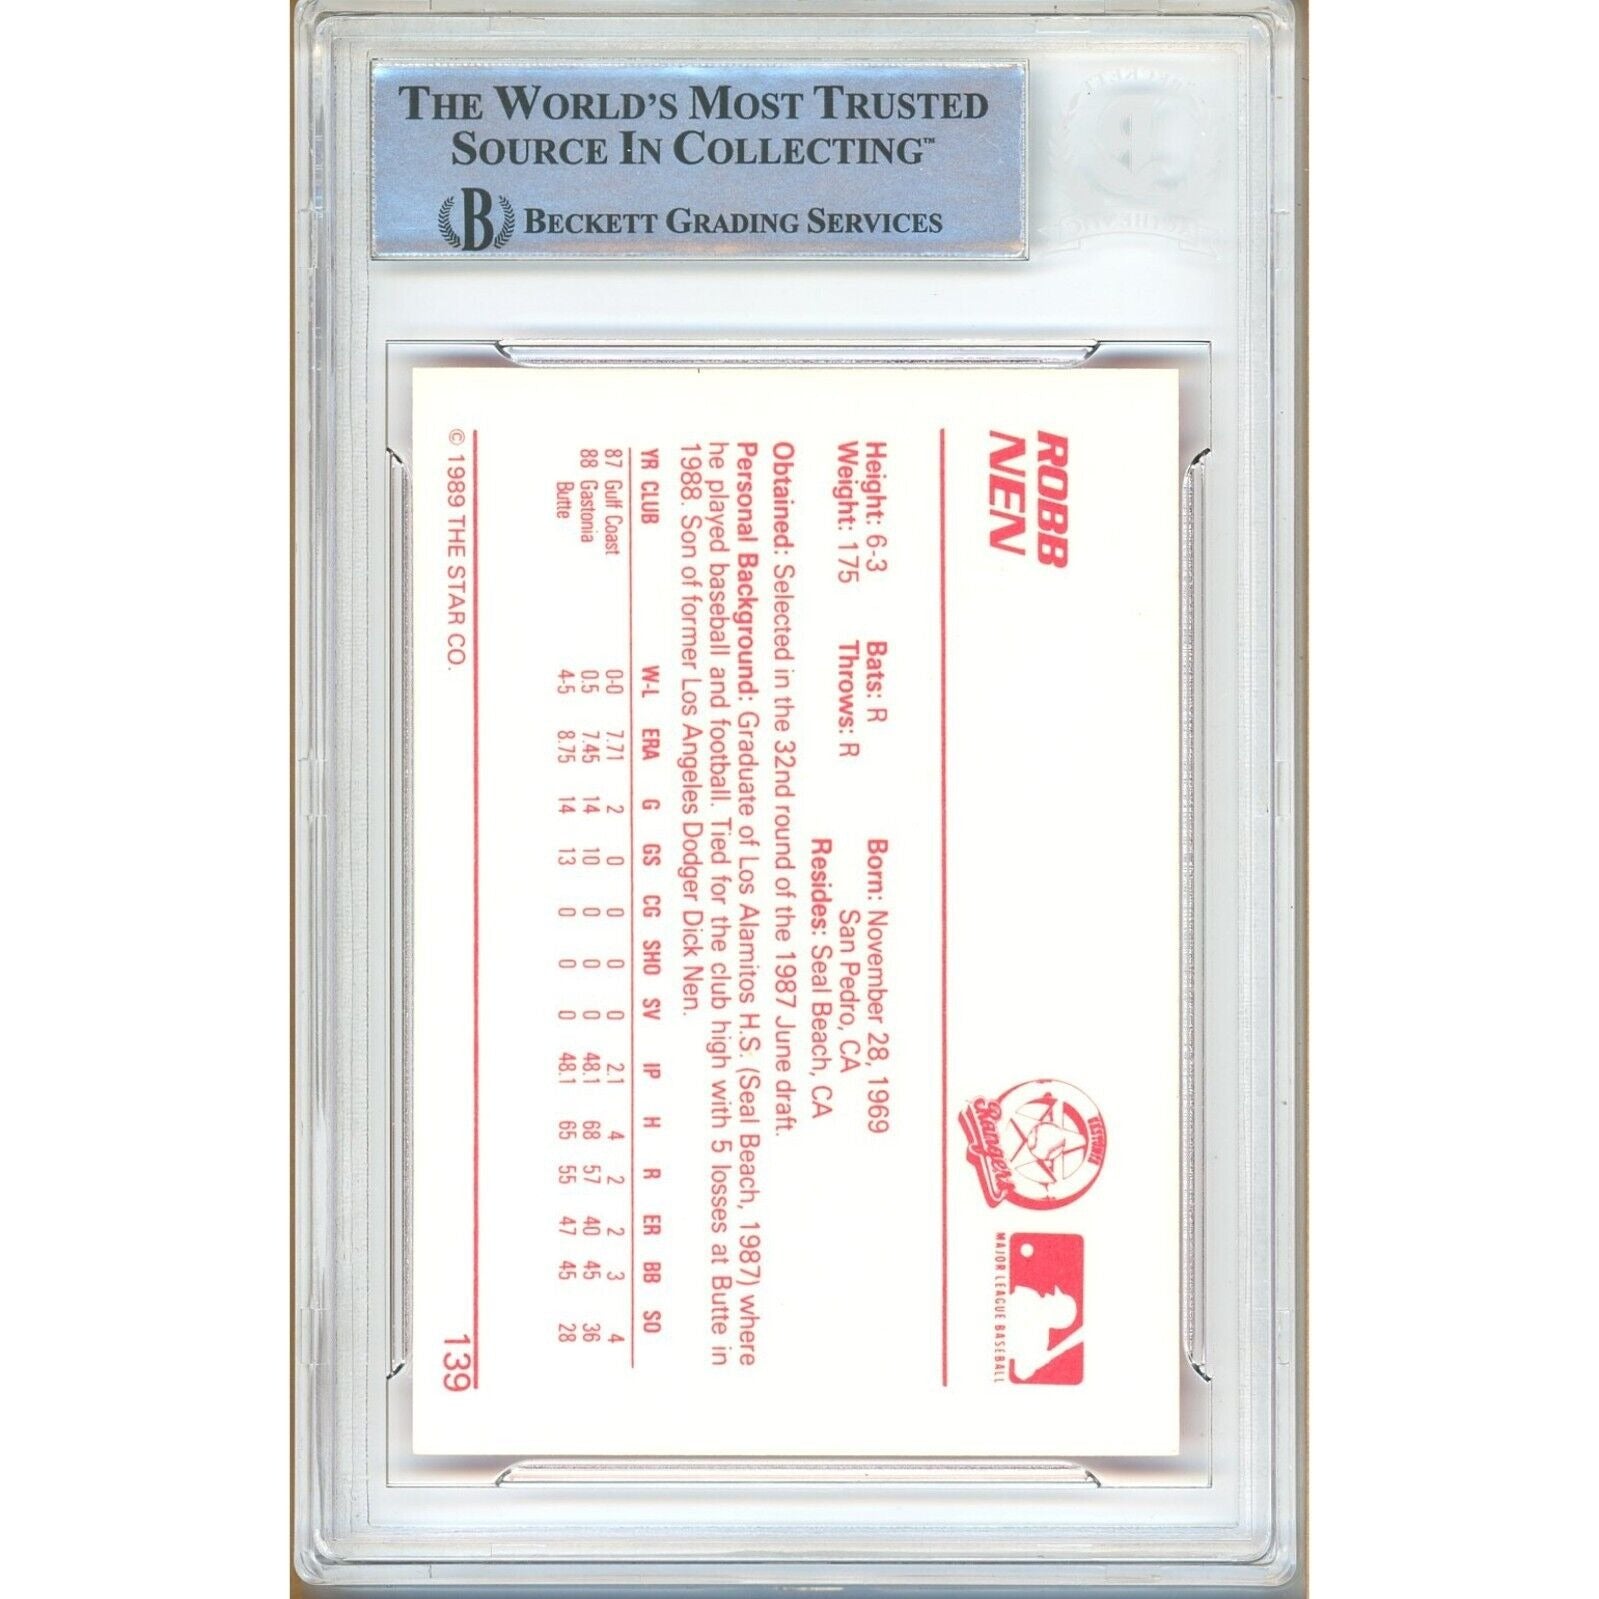 THE WORLD'S MOST TRUSTED
SOURCE IN COLLECTING™
B BECKETT GRADING SERVICES
ROBB
NEN
Rangers
MAJOR LEAGUE BASEBALL
Height: 6-3 Bats: R Born: November 28, 1969
Weight: 175 Throws: R San Pedro, CA
Resides: Seal Beach, CA
Obtained: Selected in the 32nd round of the 1987 June draft.
Personal Background: Graduate of Los Alamitos H.S. (Seal Beach, 1987) where
he played baseball and football. Tied for the club high with 5 losses at Butte in
1988. Son of former Los Angeles Dodger Dick Nen.
YR CLUB W-L ERA G GS CG SHO SV IP H R ER BB SO
87 Gulf Coast 0-0 7.71 2 0 0 0 0 2.1 4 2 2 3 4
88 Gastonia 0.5 7.45 14 10 0 0 0 48.1 68 57 40 45 36
Butte 4-5 8.75 14 13 0 0 0 48.1 65 55 47 45 28
© 1989 THE STAR CO. 139